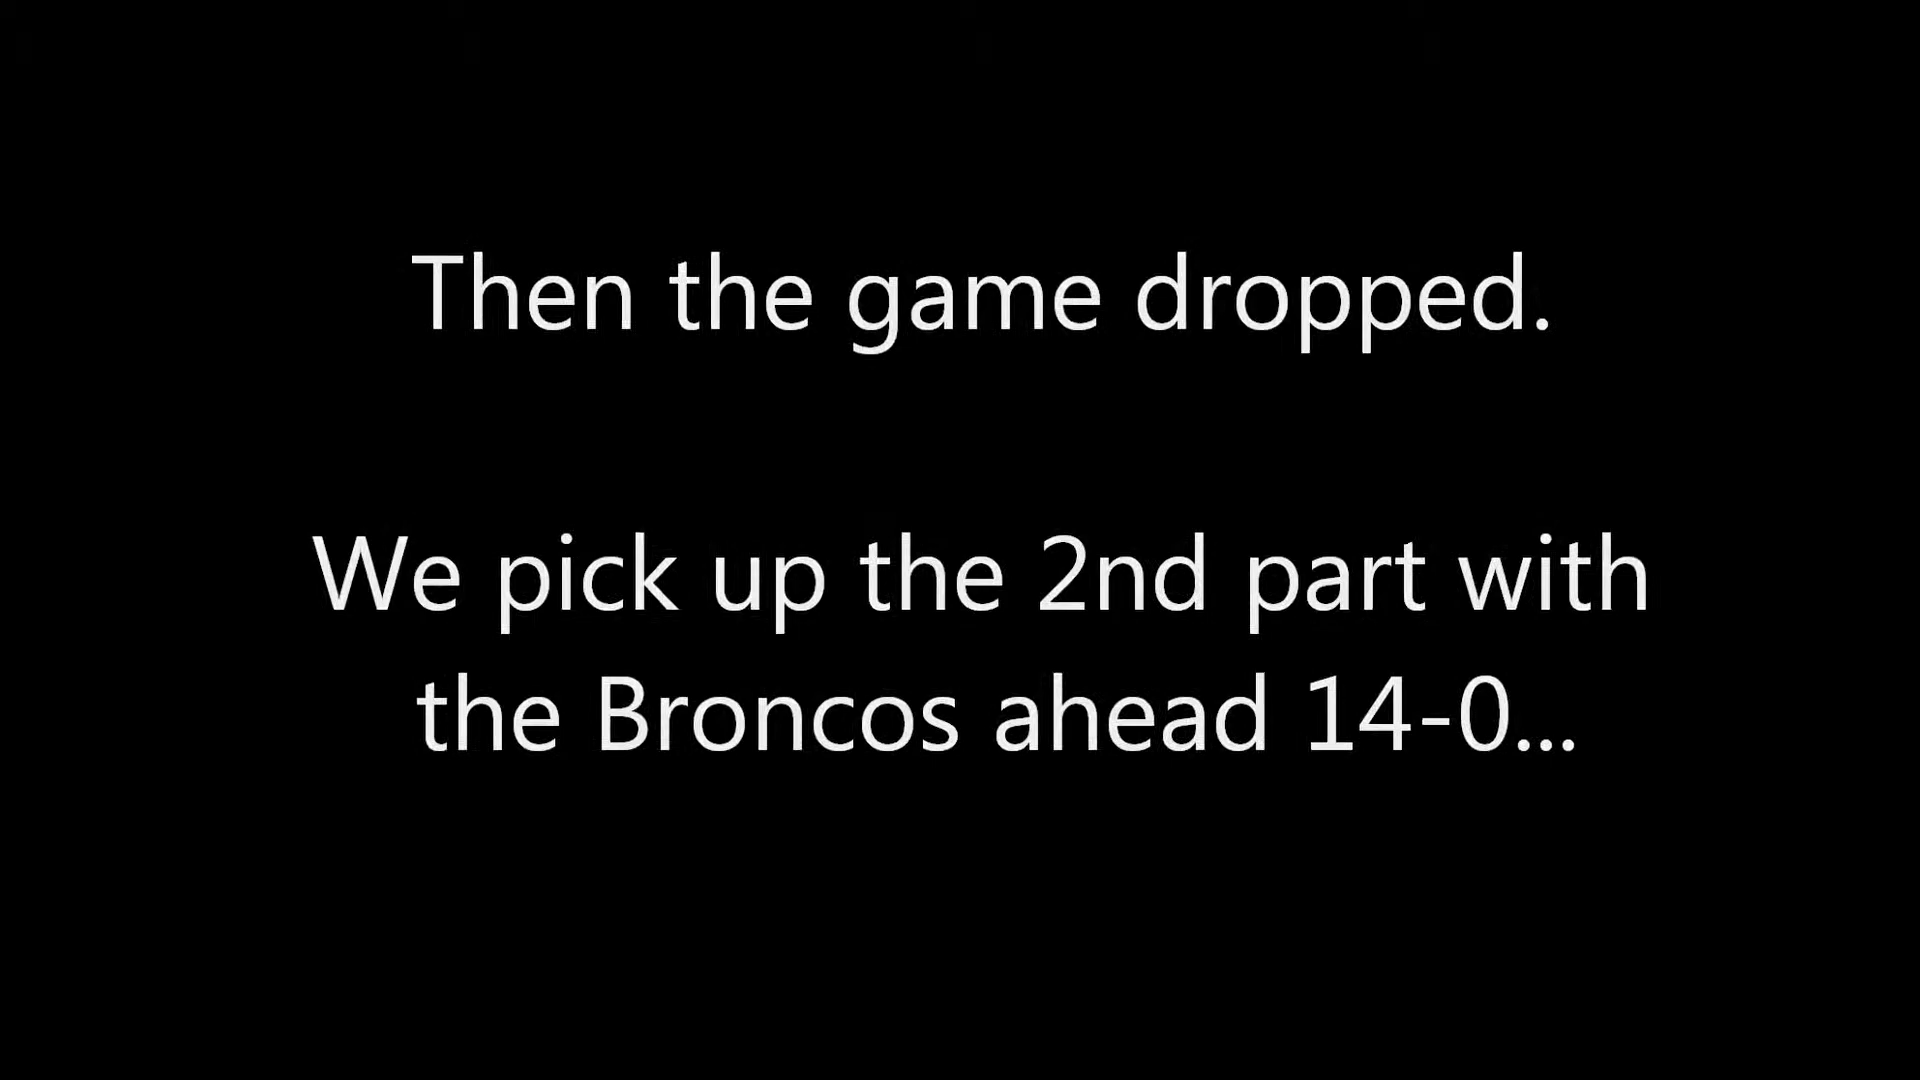 Then the game dropped.
We pick up the 2nd part with
the Broncos ahead 14-0...